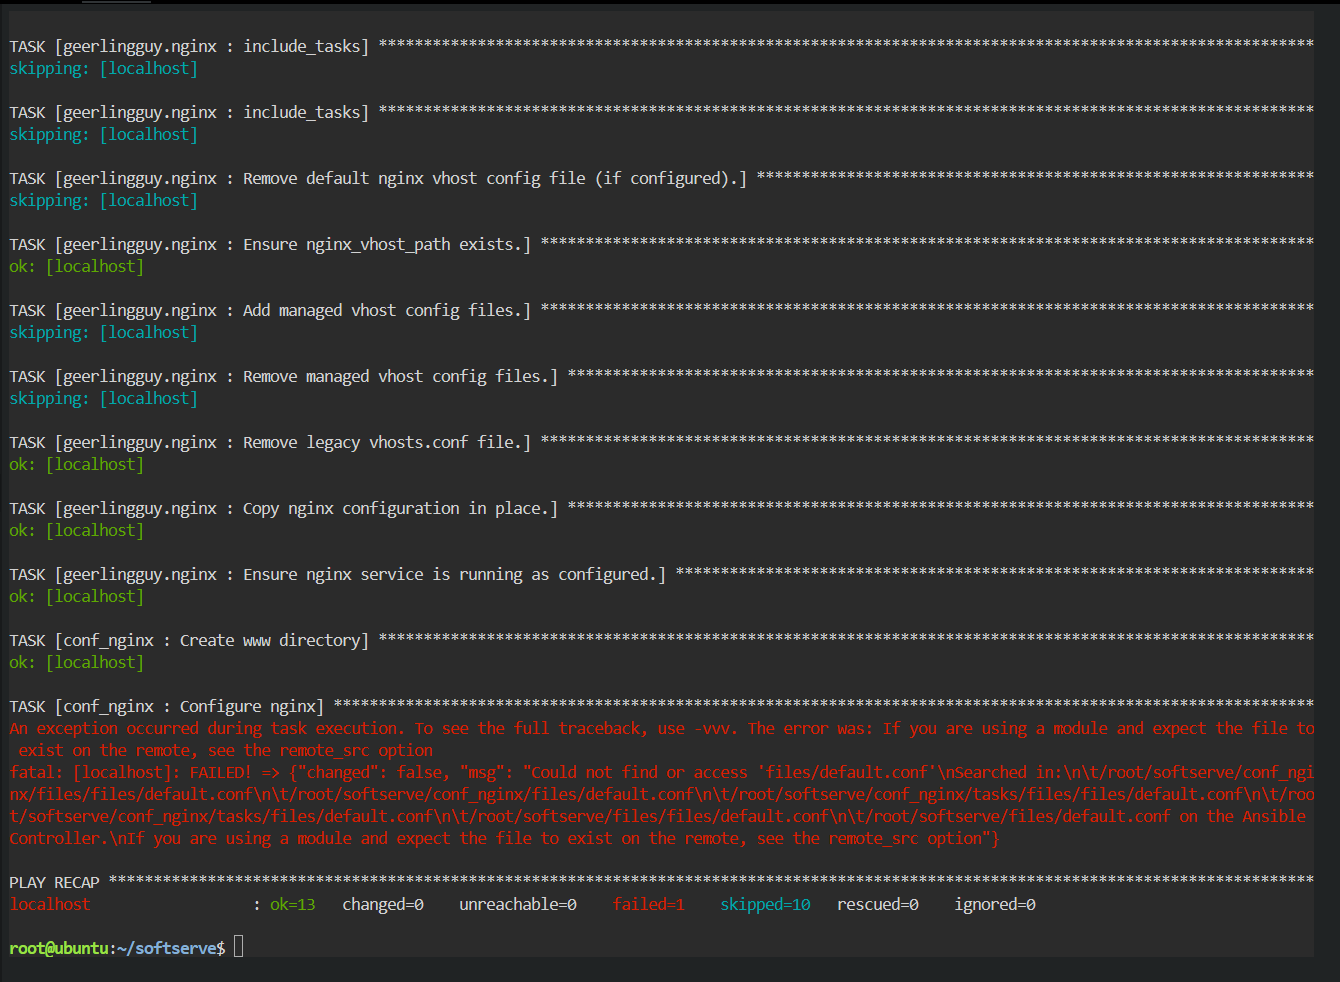 TASK [geerlingguy.nginx : include_tasks] ********************************************************************************************************
skipping: [localhost]
TASK [geerlingguy.nginx : include_tasks] ********************************************************************************************************
skipping: [localhost]
TASK [geerlingguy.nginx : Remove default nginx vhost config file (if configured).] **************************************************************
skipping: [localhost]
TASK [geerlingguy.nginx : Ensure nginx_vhost_path exists.] **************************************************************************************
ok: [localhost]
TASK [geerlingguy.nginx : Add managed vhost config files.] **************************************************************************************
skipping: [localhost]
TASK [geerlingguy.nginx : Remove managed vhost config files.] ***********************************************************************************
skipping: [localhost]
TASK [geerlingguy.nginx : Remove legacy vhosts.conf file.] **************************************************************************************
ok: [localhost]
TASK [geerlingguy.nginx : Copy nginx configuration in place.] ***********************************************************************************
ok: [localhost]
TASK [geerlingguy.nginx : Ensure nginx service is running as configured.] ***********************************************************************
ok: [localhost]
TASK [conf_nginx : Create www directory] ********************************************************************************************************
ok: [localhost]
TASK [conf_nginx : Configure nginx] *************************************************************************************************************
An exception occurred during task execution. To see the full traceback, use -vvv. The error was: If you are using a module and expect the file to
exist on the remote, see the remote_src option
fatal: [localhost]: FAILED! => {"changed": false, "msg": "Could not find or access 'files/default.conf'\nSearched in:\n\t/root/softserve/conf_ngi
nx/files/files/default.conf\n\t/root/softserve/conf_nginx/files/default.conf\n\t/root/softserve/conf_nginx/tasks/files/files/default.conf\n\t/roo
t/softserve/conf_nginx/tasks/files/default.conf\n\t/root/softserve/files/files/default.conf\n\t/root/softserve/files/default.conf on the Ansible
Controller.\nIf you are using a module and expect the file to exist on the remote, see the remote_src option"}
PLAY RECAP **************************************************************************************************************************************
localhost                  : ok=13   changed=0    unreachable=0    failed=1    skipped=10   rescued=0    ignored=0
root@ubuntu:~/softserve$